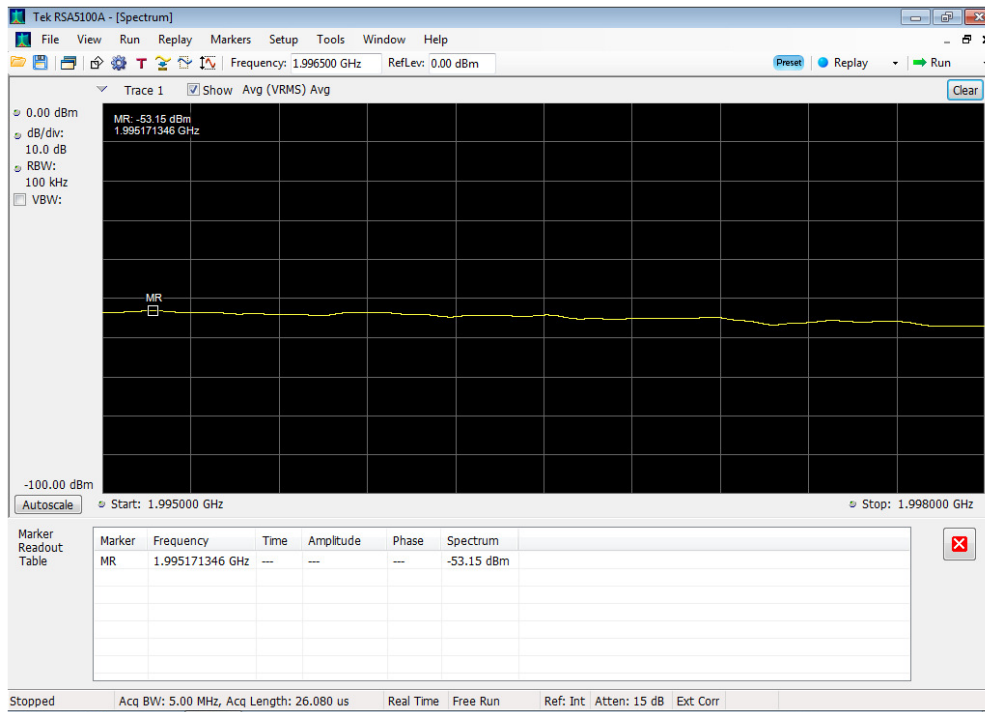 Tek RSA5100A - [Spectrum]
File View Run Replay Markers Setup Tools Window Help
T Frequency: 1.996500 GHz RefLev: 0.00 dBm Preset Replay Run
Trace 1 Show Avg (VRMS) Avg Clear
0.00 dBm
dB/div:
10.0 dB
RBW:
100 kHz
VBW:
MR: -53.15 dBm
1.995171346 GHz
MR
-100.00 dBm
Autoscale Start: 1.995000 GHz Stop: 1.998000 GHz
Marker
Readout
Table
Marker Frequency Time Amplitude Phase Spectrum
MR 1.995171346 GHz --- --- --- -53.15 dBm
Stopped Acq BW: 5.00 MHz, Acq Length: 26.080 us Real Time Free Run Ref: Int Atten: 15 dB Ext Corr